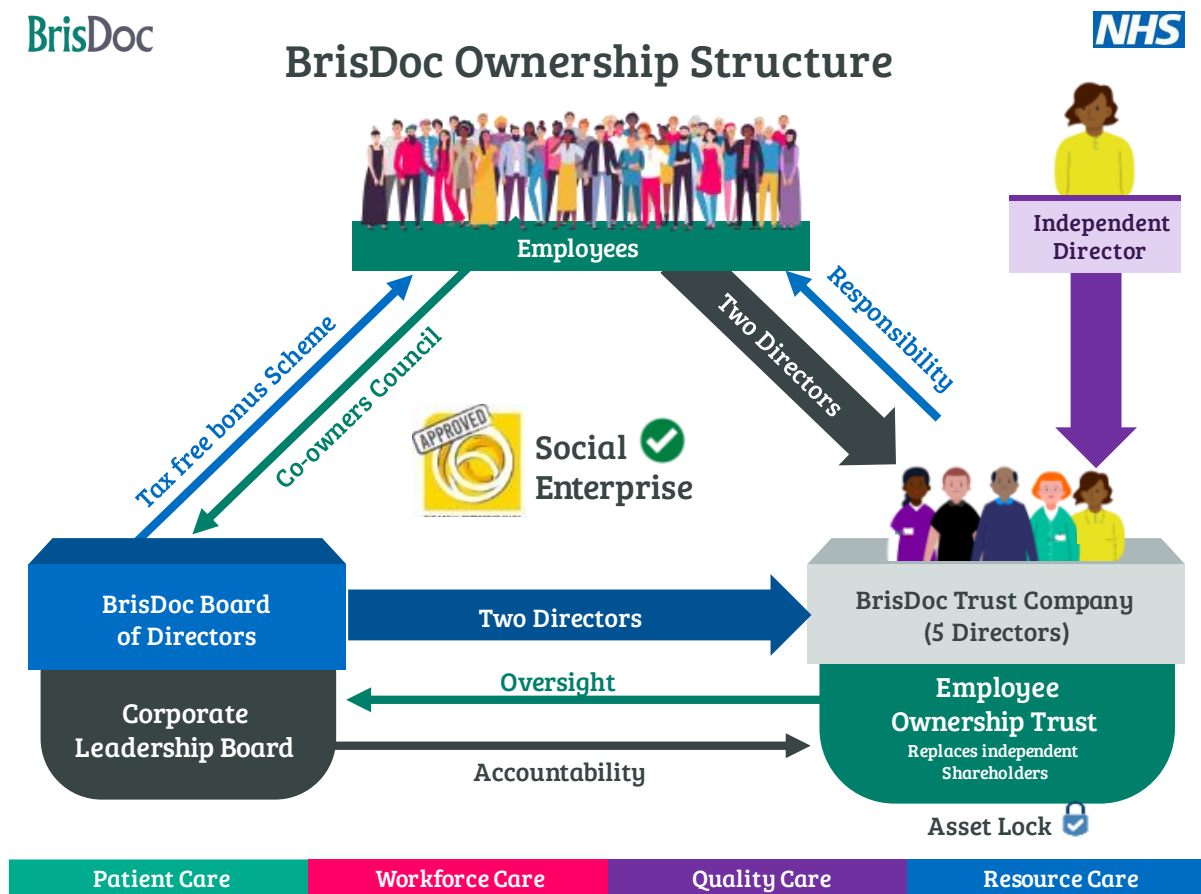 BrisDoc
NHS
BrisDoc Ownership Structure
Employees
Independent
Director
Tax free bonus Scheme
Co-owners Council
Two Directors
Responsibility
APPROVED
Social
Enterprise
BrisDoc Board
of Directors
Two Directors
BrisDoc Trust Company
(5 Directors)
Oversight
Corporate
Leadership Board
Employee
Ownership Trust
Replaces independent
Shareholders
Accountability
Asset Lock
Patient Care
Workforce Care
Quality Care
Resource Care